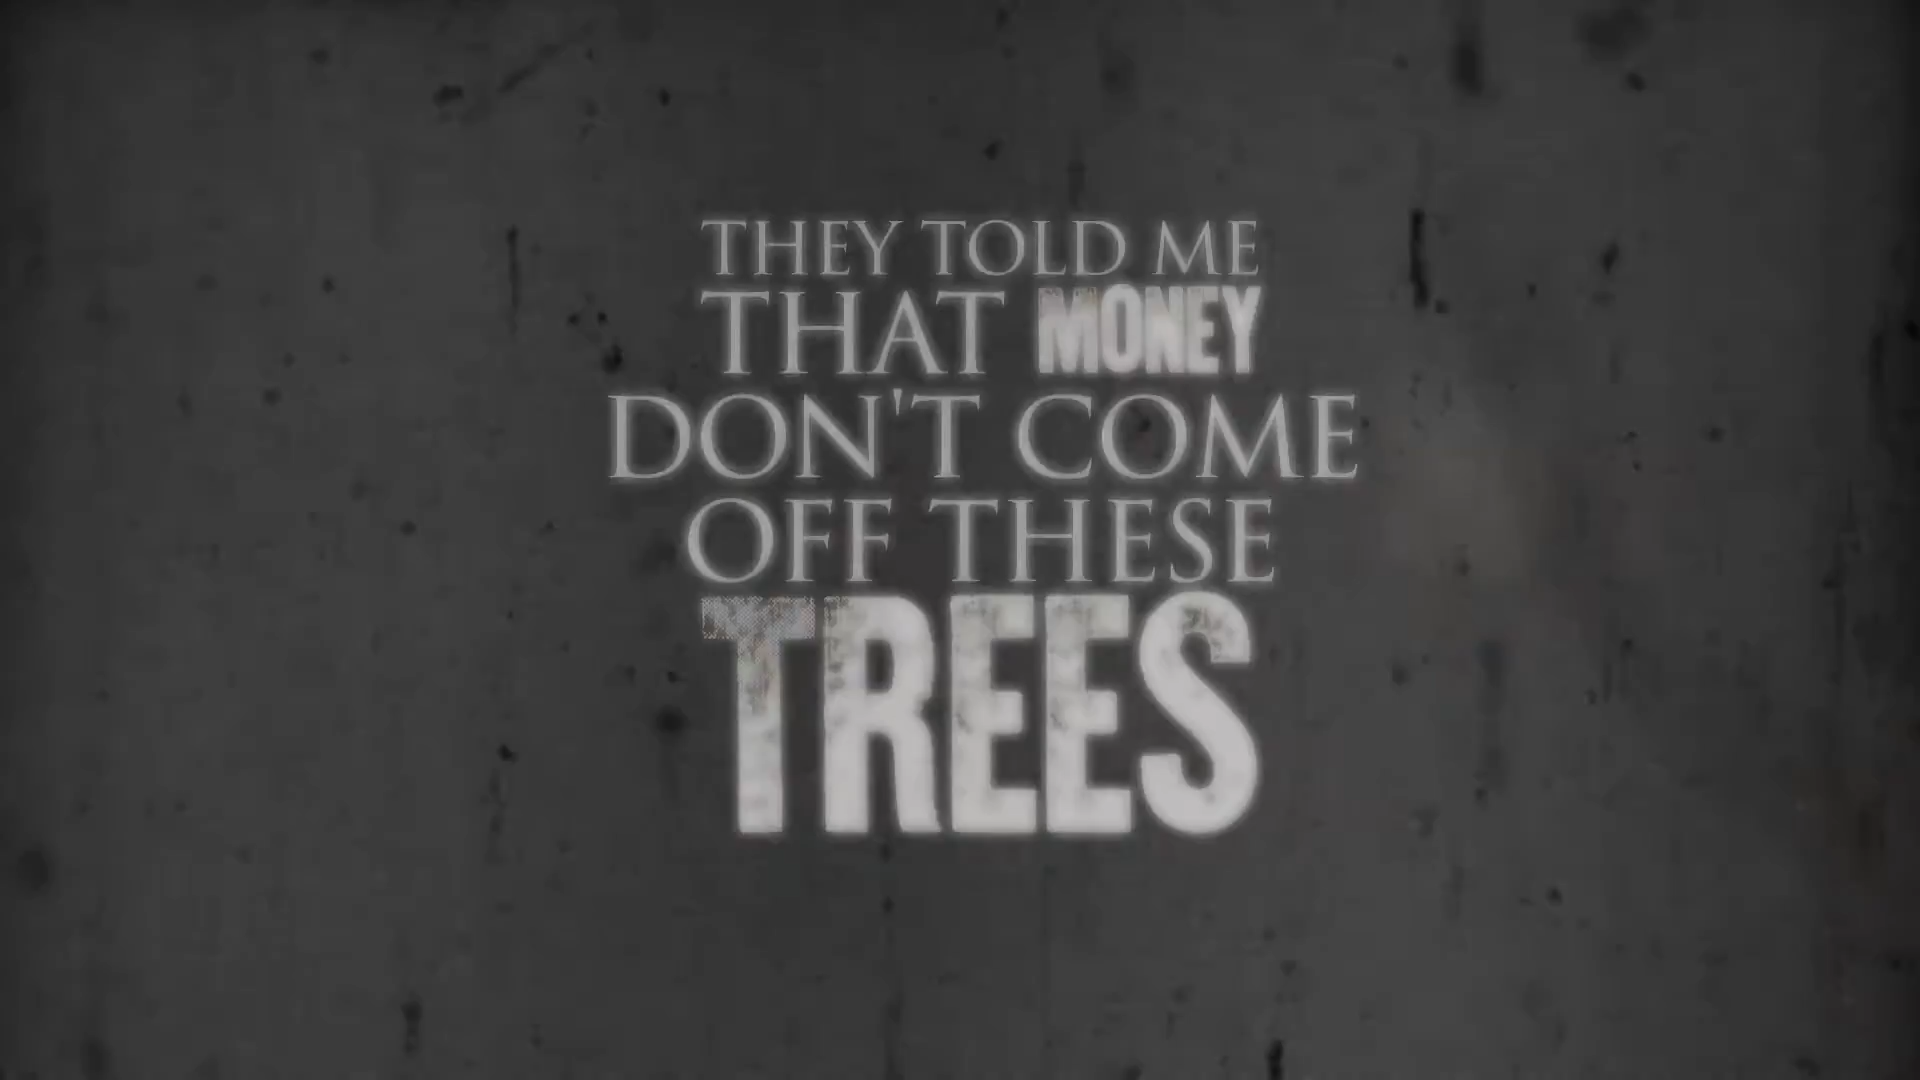 THEY TOLD ME
THAT MONEY
DON'T COME
OFF THESE
TREES